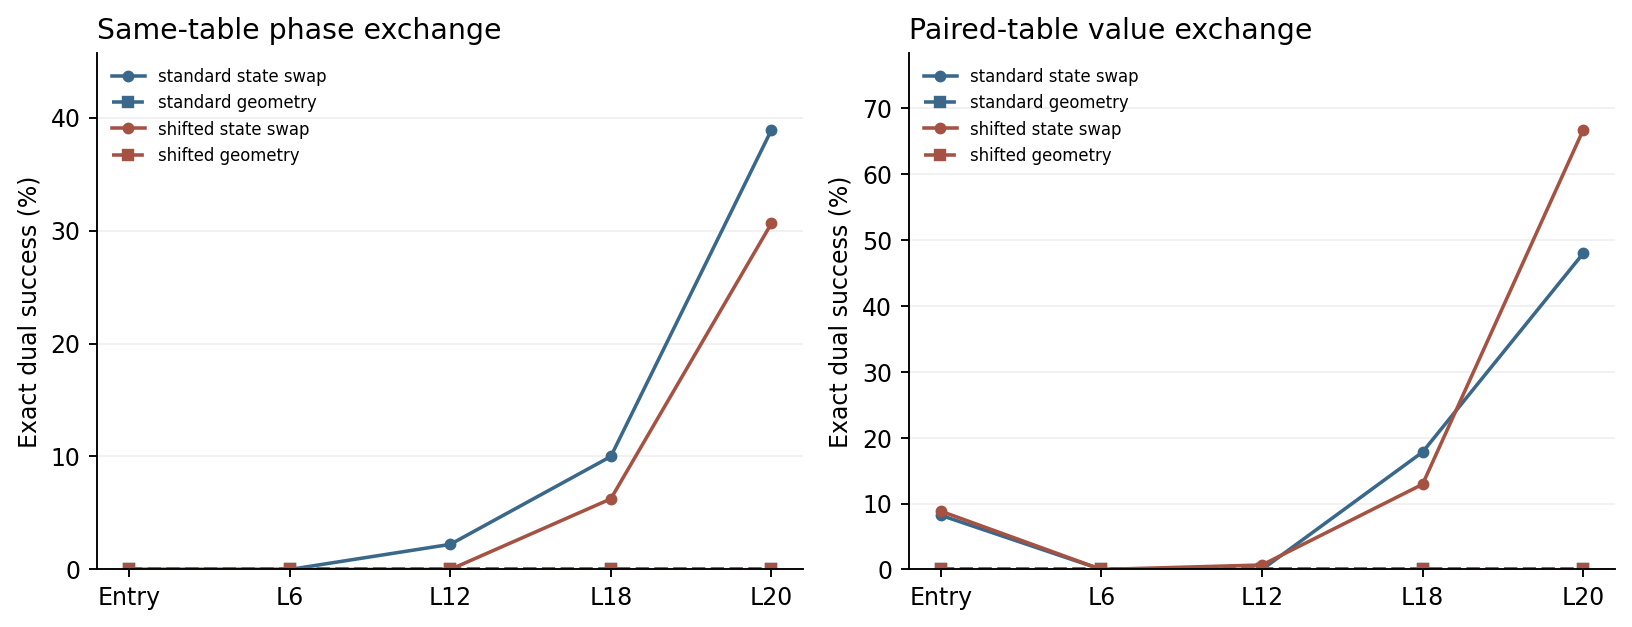 Same-table phase exchange
standard state swap
standard geometry
shifted state swap
shifted geometry
Exact dual success (%)
40
30
20
10
0
Entry
L6
L12
L18
L20
Paired-table value exchange
standard state swap
standard geometry
shifted state swap
shifted geometry
Exact dual success (%)
70
60
50
40
30
20
10
0
Entry
L6
L12
L18
L20